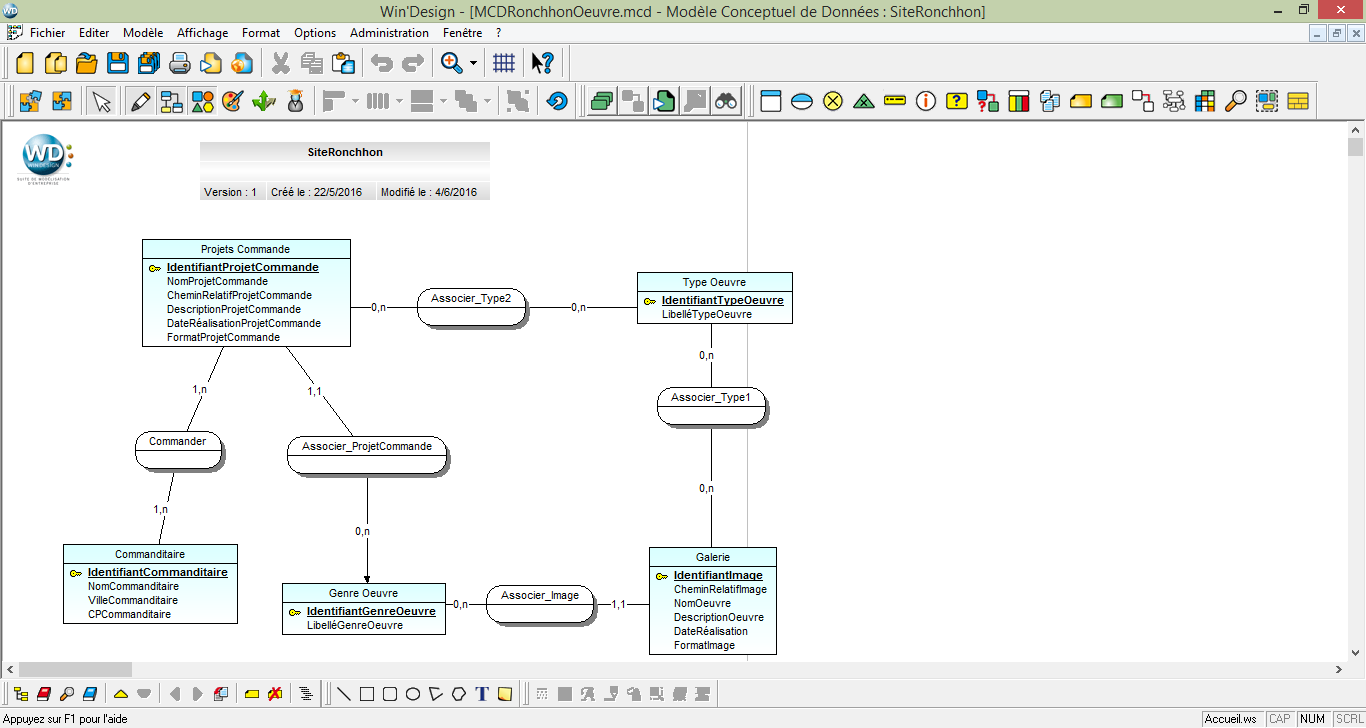 Win'Design - [MCDRonchhonOeuvre.mcd - Modèle Conceptuel de Données : SiteRonchhon]
Fichier Editer Modèle Affichage Format Options Administration Fenêtre ?
WD
WIN'DESIGN
SUITE DE MODÉLISATION
D'ENTREPRISE
SiteRonchhon
Version : 1 Créé le : 22/5/2016 Modifié le : 4/6/2016
Projets Commande
IdentifiantProjetCommande
NomProjetCommande
CheminRelatifProjetCommande
DescriptionProjetCommande
DateRéalisationProjetCommande
FormatProjetCommande
0,n
Associer_Type2
0,n
Type Oeuvre
IdentifiantTypeOeuvre
LibelléTypeOeuvre
0,n
Associer_Type1
0,n
1,n
1,1
Commander
Associer_ProjetCommande
1,n
0,n
Commanditaire
IdentifiantCommanditaire
NomCommanditaire
VilleCommanditaire
CPCommanditaire
Genre Oeuvre
IdentifiantGenreOeuvre
LibelléGenreOeuvre
0,n
Associer_Image
1,1
Galerie
IdentifiantImage
CheminRelatifImage
NomOeuvre
DescriptionOeuvre
DateRéalisation
FormatImage
Appuyez sur F1 pour l'aide
Accueil.ws CAP NUM SCRL